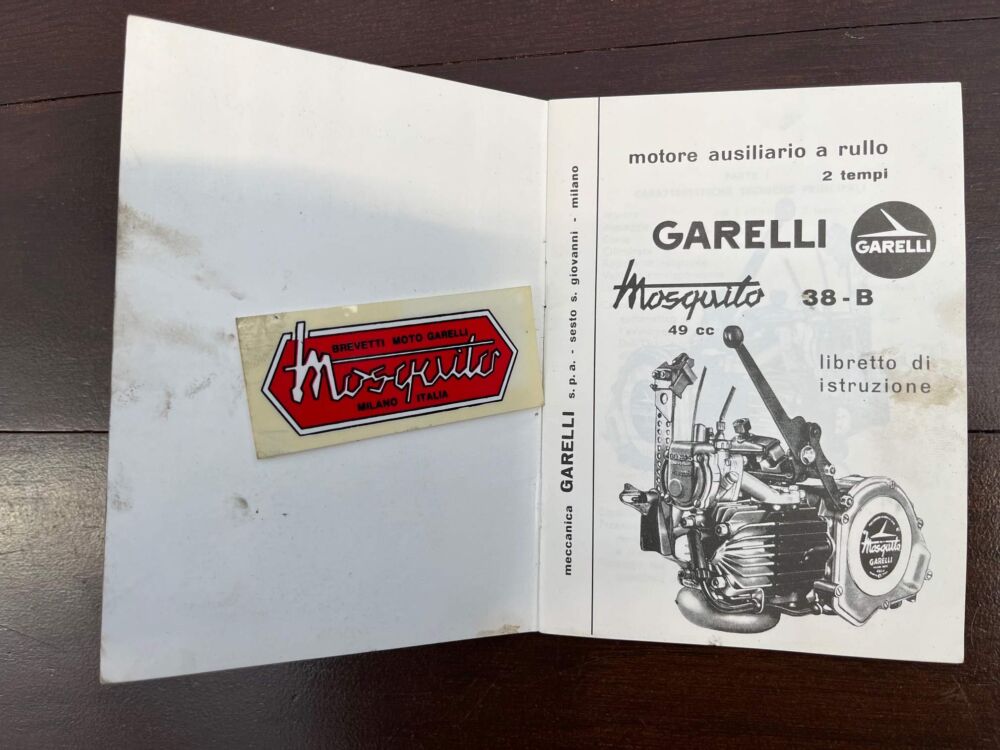 BREVETTI MOTO GARELLI
Mosquito
MILANO ITALIA
meccanica GARELLI s.p.a. - sesto s. giovanni - milano
motore ausiliario a rullo
2 tempi
GARELLI
GARELLI
Mosquito 38-B
49 cc
libretto di
istruzione
Mosquito
GARELLI